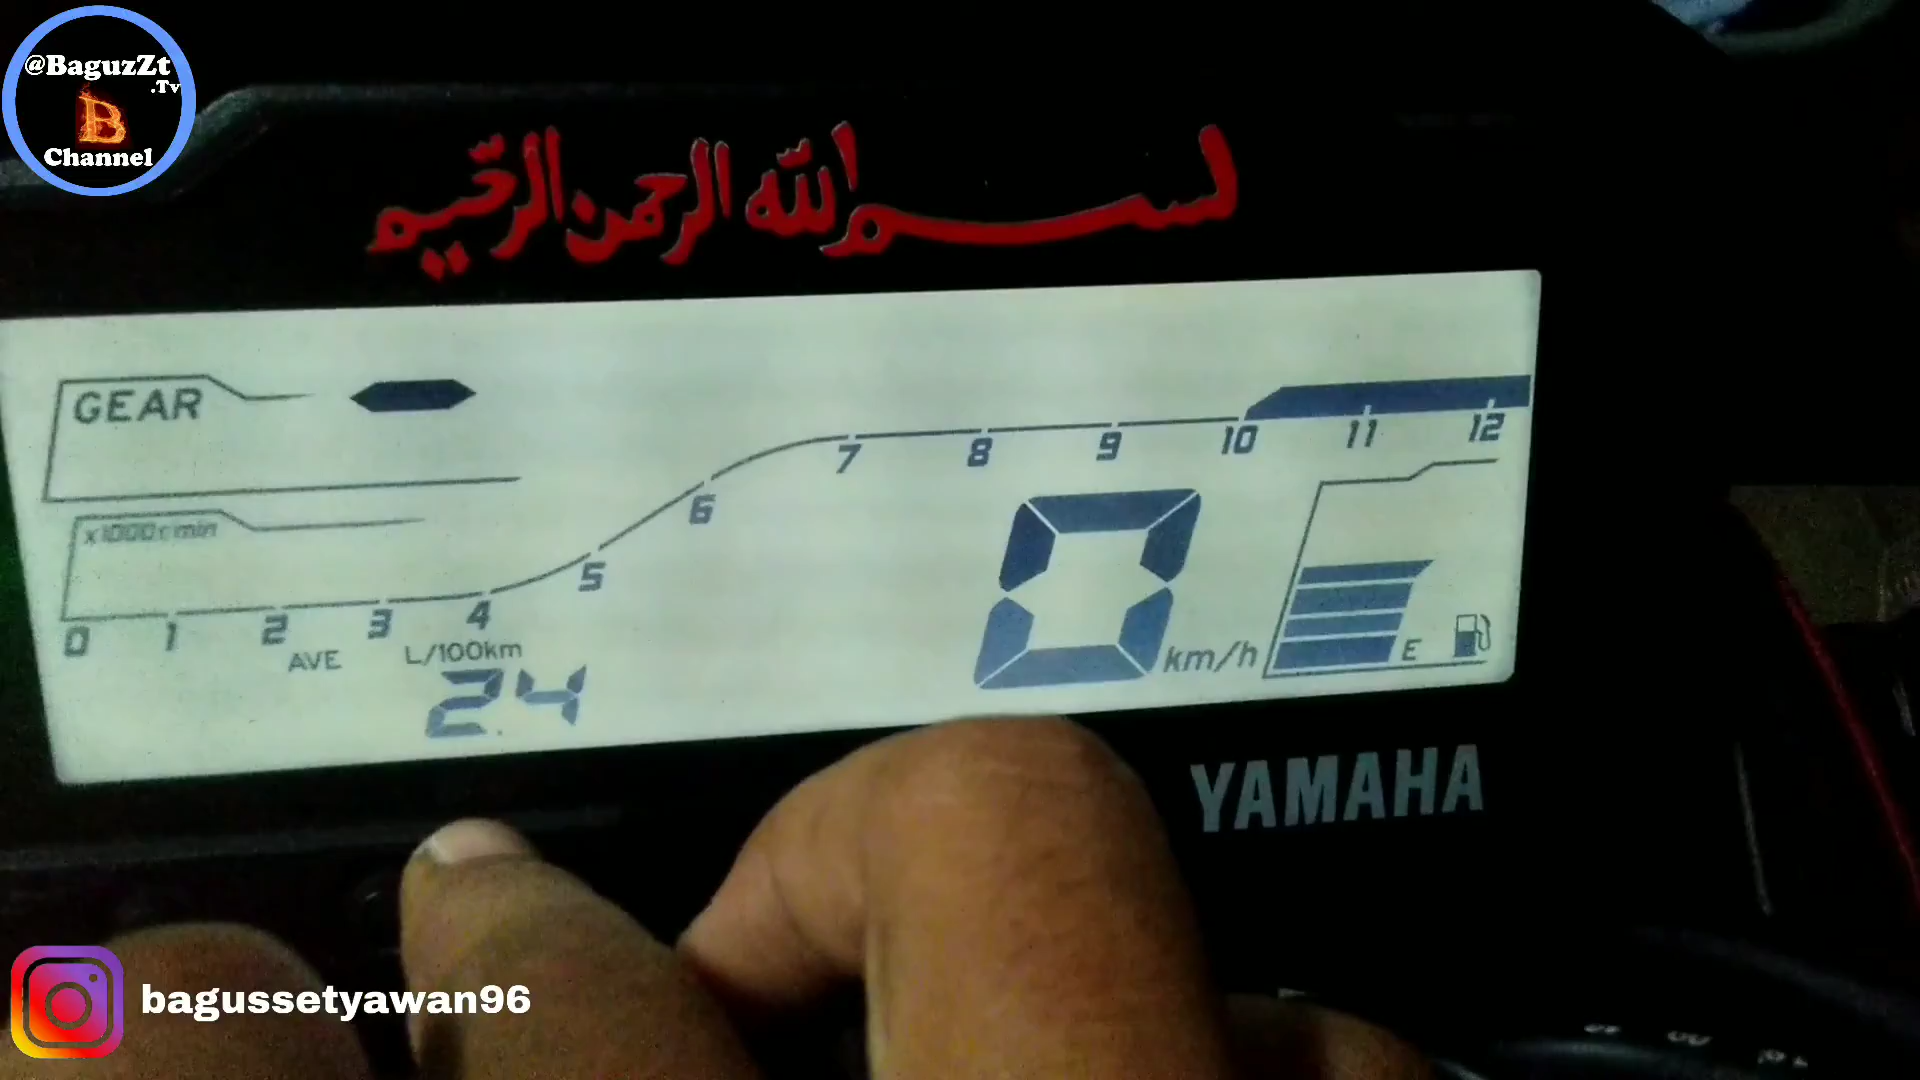 @BaguzZt
.Tv
B
Channel
بسم الله الرحمن الرحيم
GEAR
x1000r/min
0 1 2 3 4 5 6 7 8 9 10 11 12
AVE L/100km
2.4
0 km/h
E
YAMAHA
bagussetyawan96